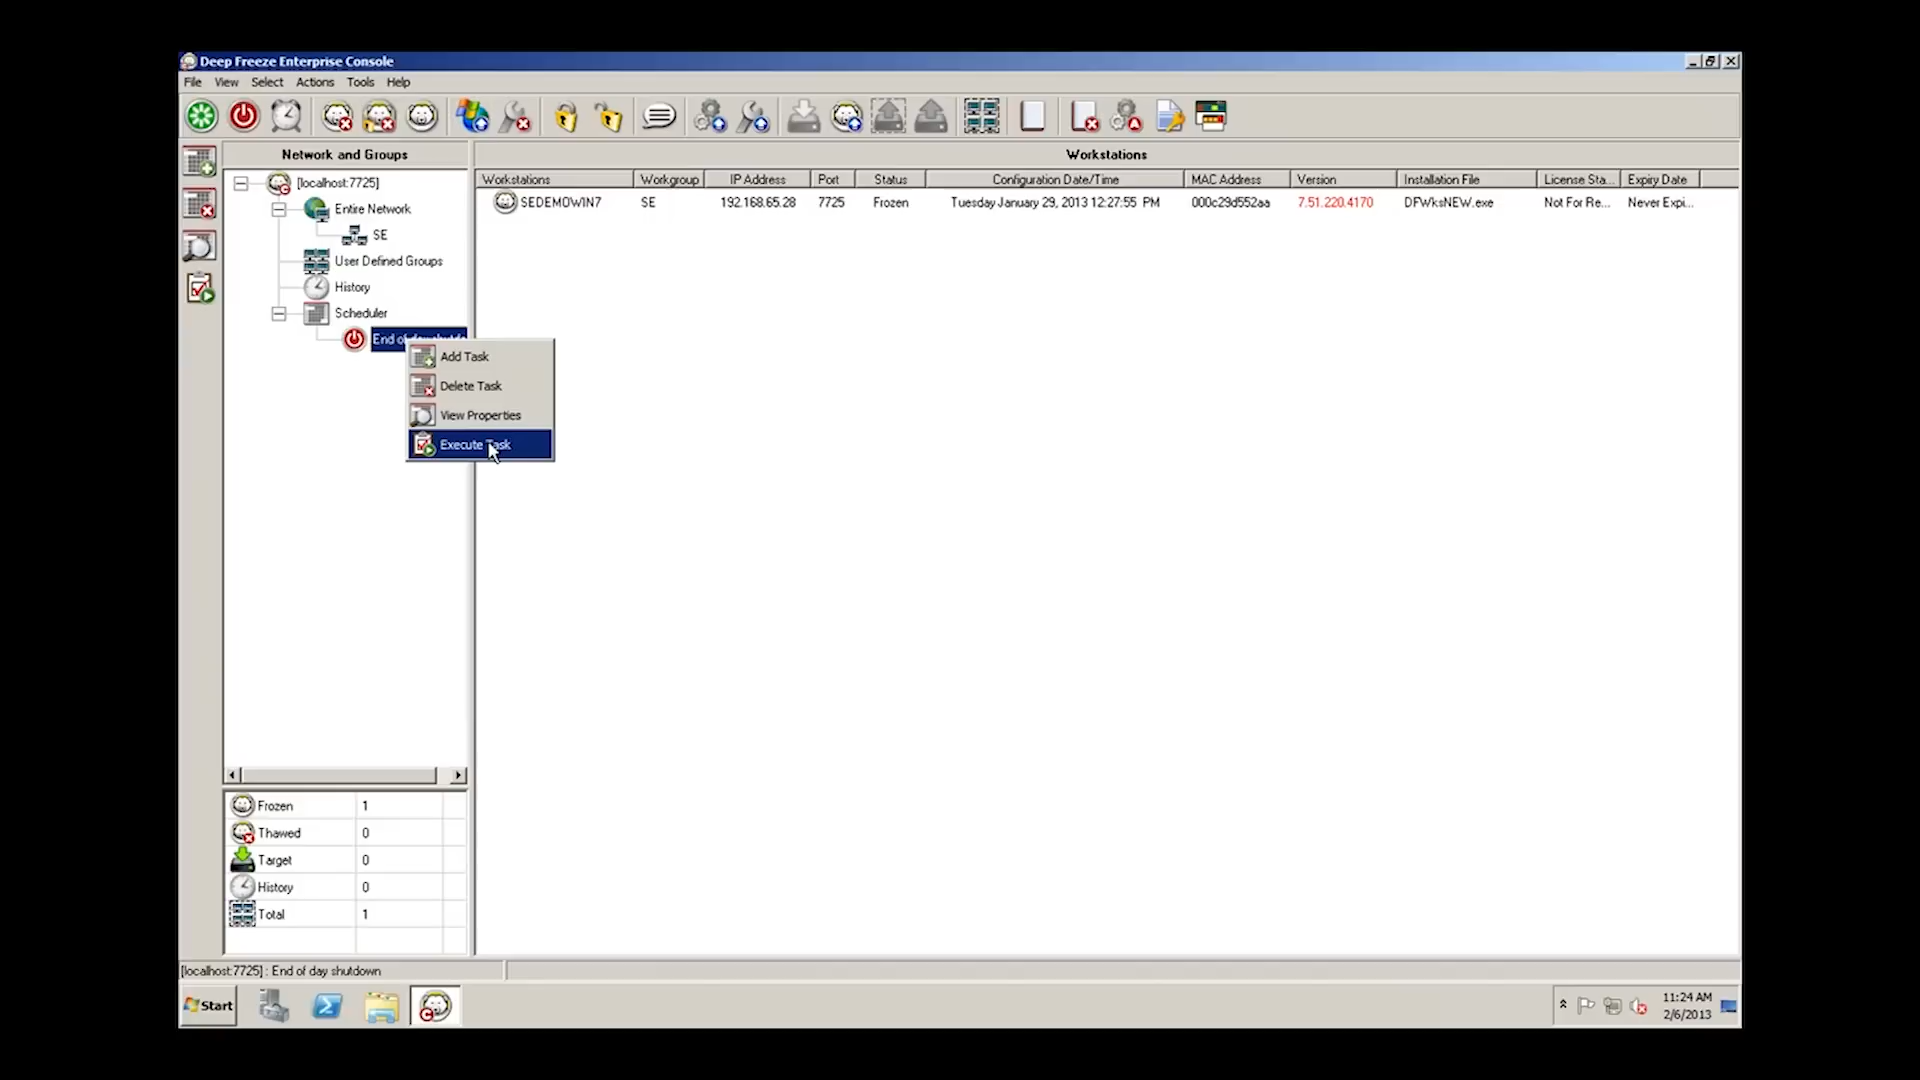 Deep Freeze Enterprise Console
File View Select Actions Tools Help
Network and Groups
Workstations
[localhost:7725]
Entire Network
SE
User Defined Groups
History
Scheduler
End of day shutdo
Add Task
Delete Task
View Properties
Execute Task
Workstations Workgroup IP Address Port Status Configuration Date/Time MAC Address Version Installation File License Sta... Expiry Date
SEDEMOWIN7 SE 192.168.65.28 7725 Frozen Tuesday January 29, 2013 12:27:55 PM 000c29d552aa 7.51.220.4170 DFWksNEW.exe Not For Re... Never Expi...
Frozen 1
Thawed 0
Target 0
History 0
Total 1
[localhost:7725] : End of day shutdown
Start
11:24 AM
2/6/2013